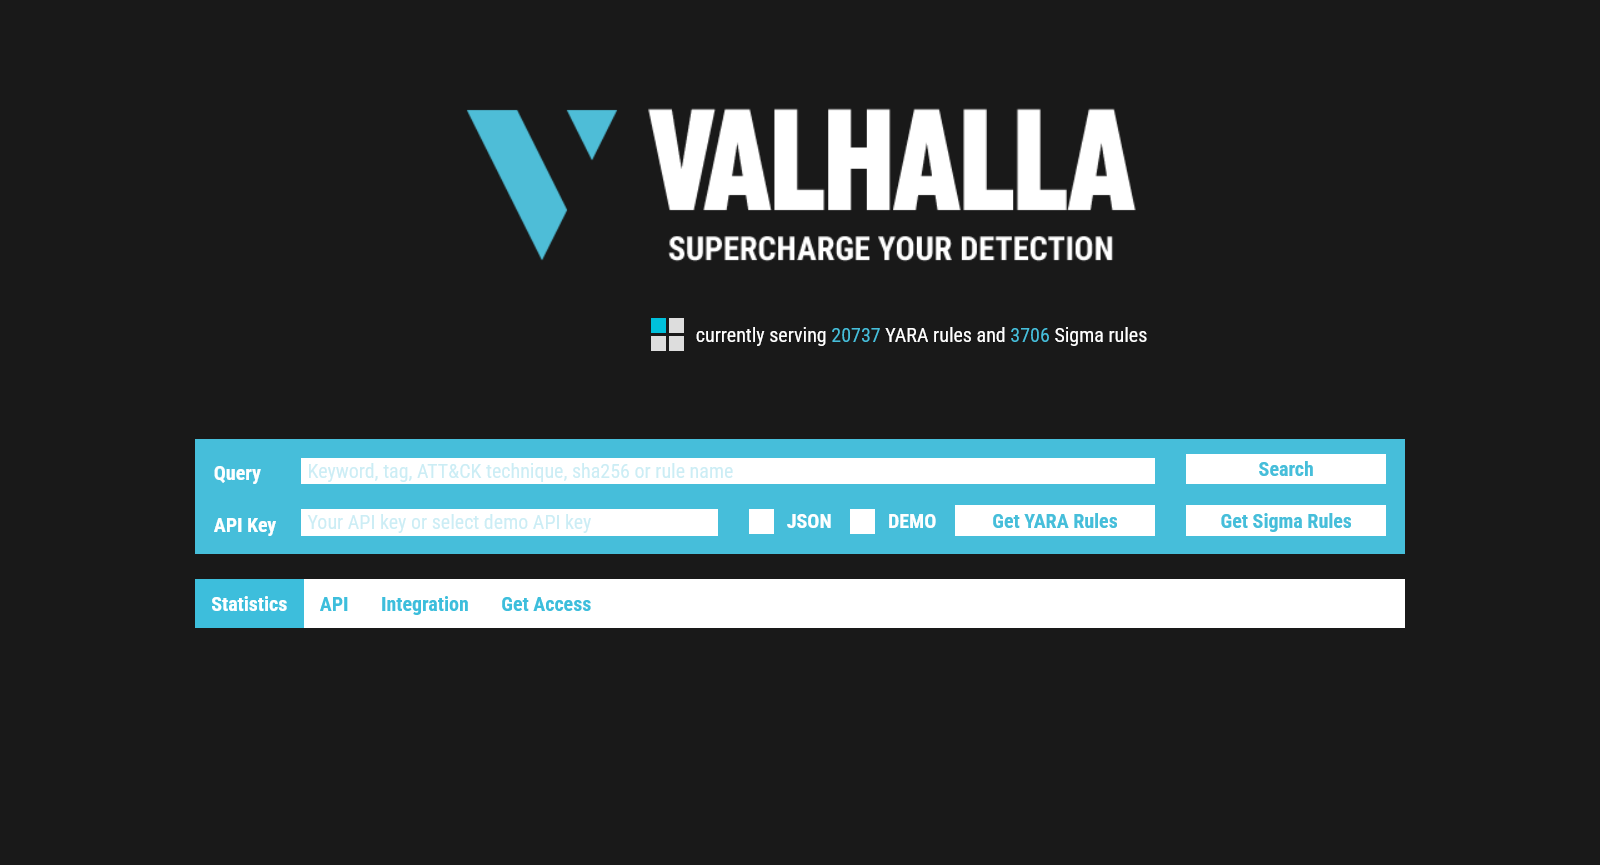 VALHALLA
SUPERCHARGE YOUR DETECTION
currently serving 20737 YARA rules and 3706 Sigma rules
Query Keyword, tag, ATT&CK technique, sha256 or rule name Search
API Key Your API key or select demo API key JSON DEMO Get YARA Rules Get Sigma Rules
Statistics API Integration Get Access